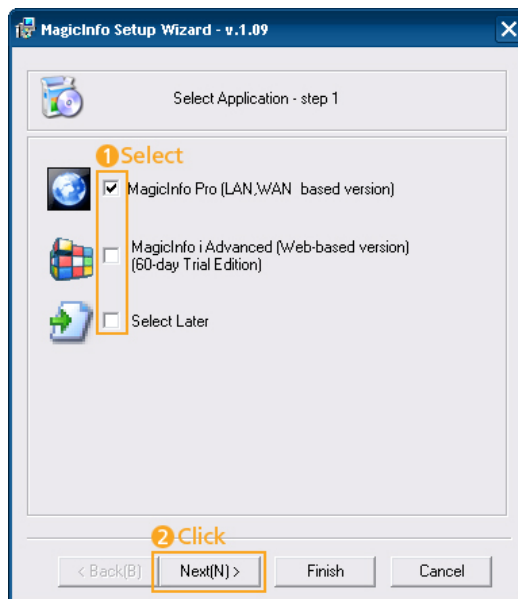 MagicInfo Setup Wizard - v.1.09
Select Application - step 1
1 Select
MagicInfo Pro (LAN,WAN based version)
MagicInfo i Advanced (Web-based version)
(60-day Trial Edition)
Select Later
2 Click
< Back(B)
Next(N) >
Finish
Cancel